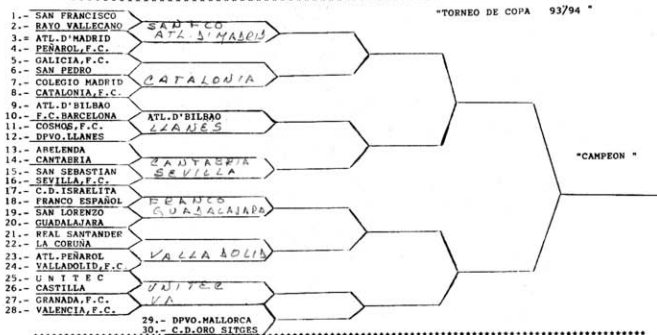 "TORNEO DE COPA 93/94 "
1.- SAN FRANCISCO
2.- RAYO VALLECANO
3.= ATL.D'MADRID
4.- PEÑAROL,F.C.
5.- GALICIA,F.C.
6.- SAN PEDRO
7.- COLEGIO MADRID
8.- CATALONIA,F.C.
9.- ATL.D'BILBAO
10.- F.C.BARCELONA
11.- COSMOS,F.C.
12.- DPVO.LLANES
13.- ABELENDA
14.- CANTABRIA
15.- SAN SEBASTIAN
16.- SEVILLA,F.C.
17.- C.D.ISRAELITA
18.- FRANCO ESPAÑOL
19.- SAN LORENZO
20.- GUADALAJARA
21.- REAL SANTANDER
22.- LA CORUÑA
23.- ATL.PEÑAROL
24.- VALLADOLID,F.C.
25.- U N I T E C
26.- CASTILLA
27.- GRANADA,F.C.
28.- VALENCIA,F.C.
SAN FCO
ATL. D'MADRID
CATALONIA
ATL.D'BILBAO
LLANES
CANTABRIA
SEVILLA
FRANCO
GUADALAJARA
VALLADOLID
UNITEC
29.- DPVO.MALLORCA
30.- C.D.ORO SITGES
"CAMPEON "